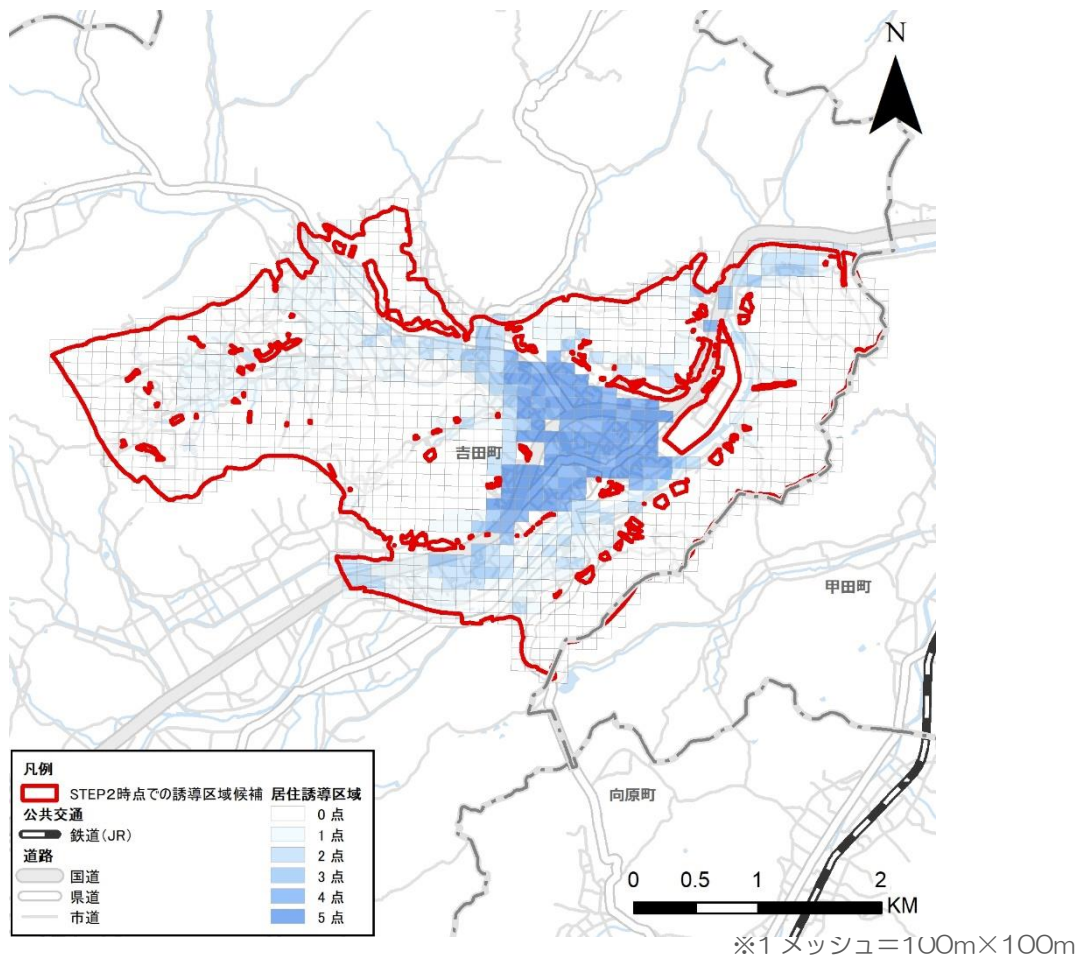 N
吉田町
甲田町
向原町
凡例
STEP2時点での誘導区域候補
公共交通
鉄道(JR)
道路
国道
県道
市道
居住誘導区域
0 点
1 点
2 点
3 点
4 点
5 点
0 0.5 1 2
KM
※1 メッシュ=100m×100m